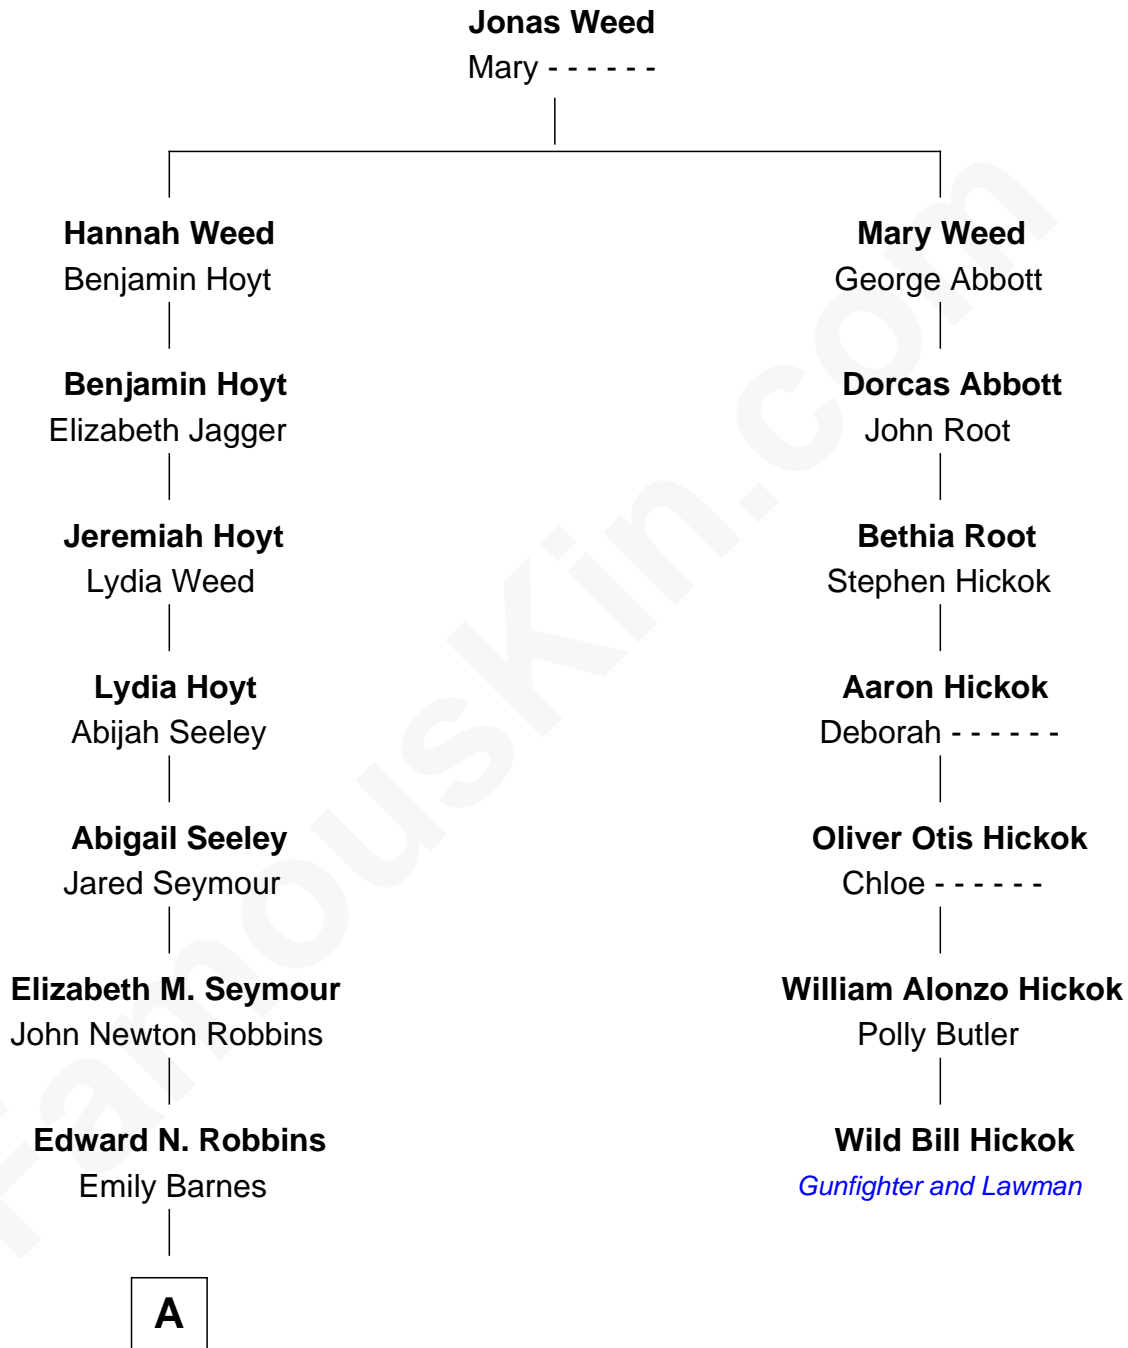 Jonas Weed
Mary - - - - - -
Hannah Weed
Benjamin Hoyt
Mary Weed
George Abbott
Benjamin Hoyt
Elizabeth Jagger
Dorcas Abbott
John Root
Jeremiah Hoyt
Lydia Weed
Bethia Root
Stephen Hickok
Lydia Hoyt
Abijah Seeley
Aaron Hickok
Deborah - - - - - -
Abigail Seeley
Jared Seymour
Oliver Otis Hickok
Chloe - - - - - -
Elizabeth M. Seymour
John Newton Robbins
William Alonzo Hickok
Polly Butler
Edward N. Robbins
Emily Barnes
Wild Bill Hickok
Gunfighter and Lawman
A
FamousKin.com